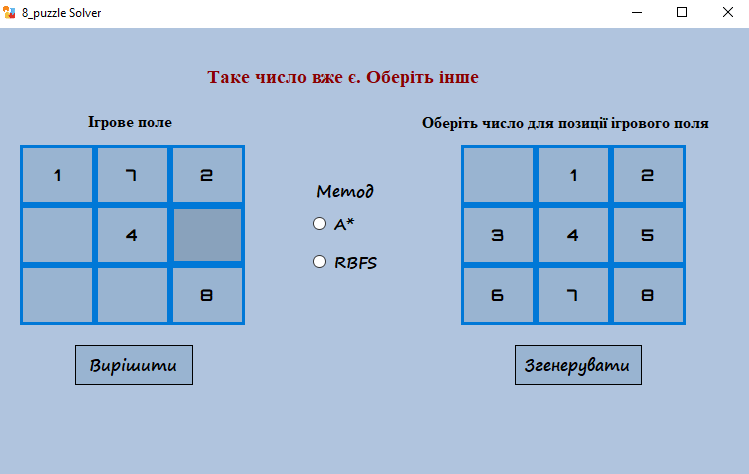 8_puzzle Solver
Таке число вже є. Оберіть інше
Ігрове поле
Оберіть число для позиції ігрового поля
1 7 2
4
8
Метод
A*
RBFS
1 2
3 4 5
6 7 8
Вирішити
Згенерувати